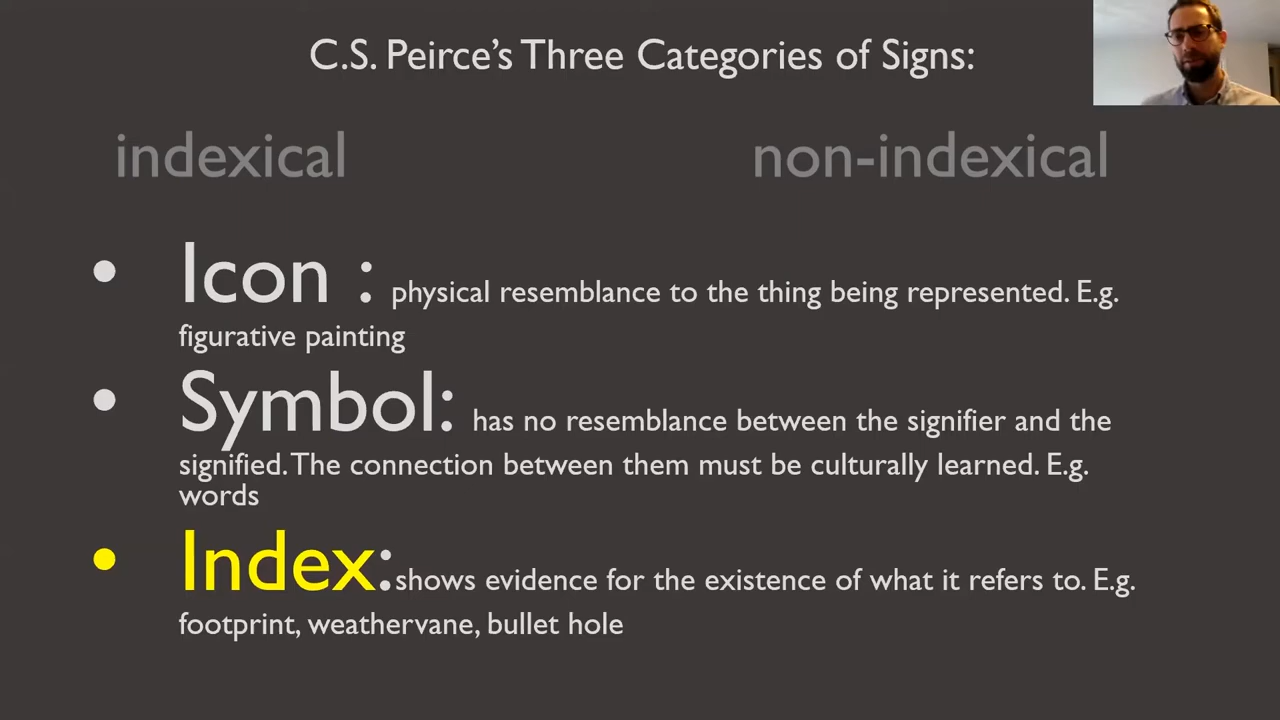 C.S. Peirce’s Three Categories of Signs:
indexical
non-indexical
• Icon : physical resemblance to the thing being represented. E.g.
figurative painting
• Symbol: has no resemblance between the signifier and the
signified. The connection between them must be culturally learned. E.g.
words
• Index: shows evidence for the existence of what it refers to. E.g.
footprint, weathervane, bullet hole